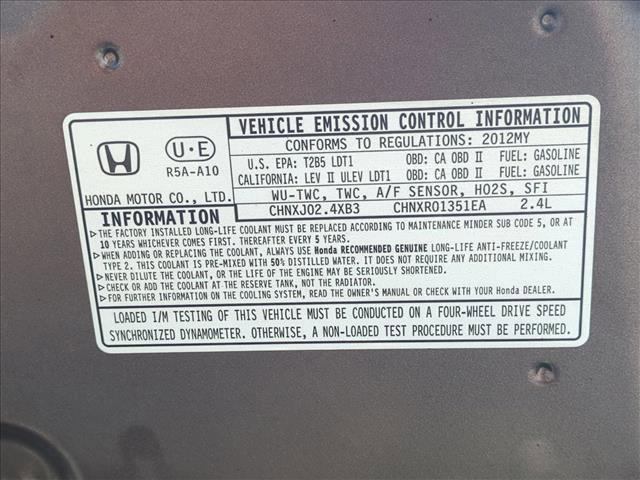 VEHICLE EMISSION CONTROL INFORMATION
CONFORMS TO REGULATIONS: 2012MY
U.S. EPA: T2B5 LDT1 OBD: CA OBD II FUEL: GASOLINE
CALIFORNIA: LEV II ULEV LDT1 OBD: CA OBD II FUEL: GASOLINE
WU-TWC, TWC, A/F SENSOR, HO2S, SFI
CHNXJ02.4XB3 CHNXR01351EA 2.4L
U·E
R5A-A10
HONDA MOTOR CO., LTD.
INFORMATION
▷THE FACTORY INSTALLED LONG-LIFE COOLANT MUST BE REPLACED ACCORDING TO MAINTENANCE MINDER SUB CODE 5, OR AT
10 YEARS WHICHEVER COMES FIRST. THEREAFTER EVERY 5 YEARS.
▷WHEN ADDING OR REPLACING THE COOLANT, ALWAYS USE Honda RECOMMENDED GENUINE LONG-LIFE ANTI-FREEZE/COOLANT
TYPE 2. THIS COOLANT IS PRE-MIXED WITH 50% DISTILLED WATER. IT DOES NOT REQUIRE ANY ADDITIONAL MIXING.
▷NEVER DILUTE THE COOLANT, OR THE LIFE OF THE ENGINE MAY BE SERIOUSLY SHORTENED.
▷CHECK OR ADD THE COOLANT AT THE RESERVE TANK, NOT THE RADIATOR.
▷FOR FURTHER INFORMATION ON THE COOLING SYSTEM, READ THE OWNER'S MANUAL OR CHECK WITH YOUR Honda DEALER.
LOADED I/M TESTING OF THIS VEHICLE MUST BE CONDUCTED ON A FOUR-WHEEL DRIVE SPEED
SYNCHRONIZED DYNAMOMETER. OTHERWISE, A NON-LOADED TEST PROCEDURE MUST BE PERFORMED.